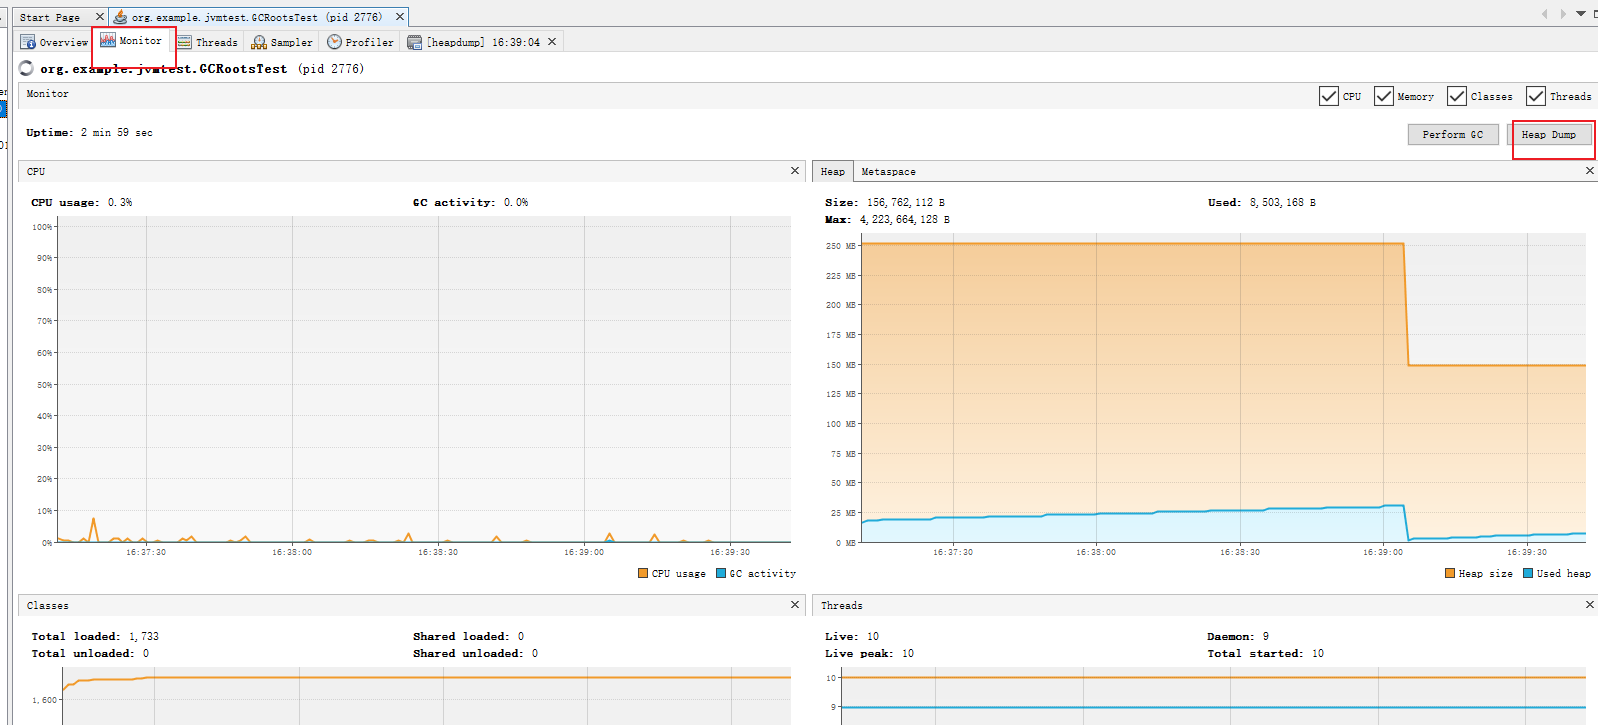 Start Page
org.example.jvmtest.GCRootsTest (pid 2776)
Overview
Monitor
Threads
Sampler
Profiler
[heapdump] 16:39:04
org.example.jvmtest.GCRootsTest (pid 2776)
Monitor
CPU
Memory
Classes
Threads
Uptime: 2 min 59 sec
Perform GC
Heap Dump
CPU
CPU usage: 0.3%
GC activity: 0.0%
100%
90%
80%
70%
60%
50%
40%
30%
20%
10%
0%
16:37:30
16:38:00
16:38:30
16:39:00
16:39:30
CPU usage
GC activity
Heap
Metaspace
Size: 156,762,112 B
Used: 8,503,168 B
Max: 4,223,664,128 B
250 MB
225 MB
200 MB
175 MB
150 MB
125 MB
100 MB
75 MB
50 MB
25 MB
0 MB
16:37:30
16:38:00
16:38:30
16:39:00
16:39:30
Heap size
Used heap
Classes
Total loaded: 1,733
Shared loaded: 0
Total unloaded: 0
Shared unloaded: 0
1,600
Threads
Live: 10
Daemon: 9
Live peak: 10
Total started: 10
10
9